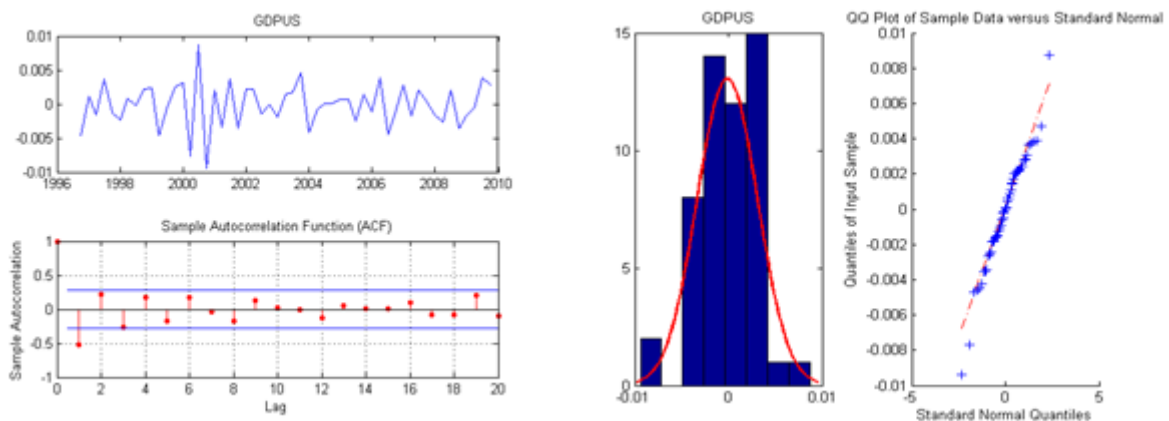 GDPUS
0.01
0.005
0
-0.005
-0.01
1996 1998 2000 2002 2004 2006 2008 2010
Sample Autocorrelation Function (ACF)
Sample Autocorrelation
1
0.5
0
-0.5
-1
0 2 4 6 8 10 12 14 16 18 20
Lag
GDPUS
15
10
5
0
-0.01 0 0.01
QQ Plot of Sample Data versus Standard Normal
Quantiles of Input Sample
0.01
0.008
0.006
0.004
0.002
0
-0.002
-0.004
-0.006
-0.008
-0.01
-5 0 5
Standard Normal Quantiles